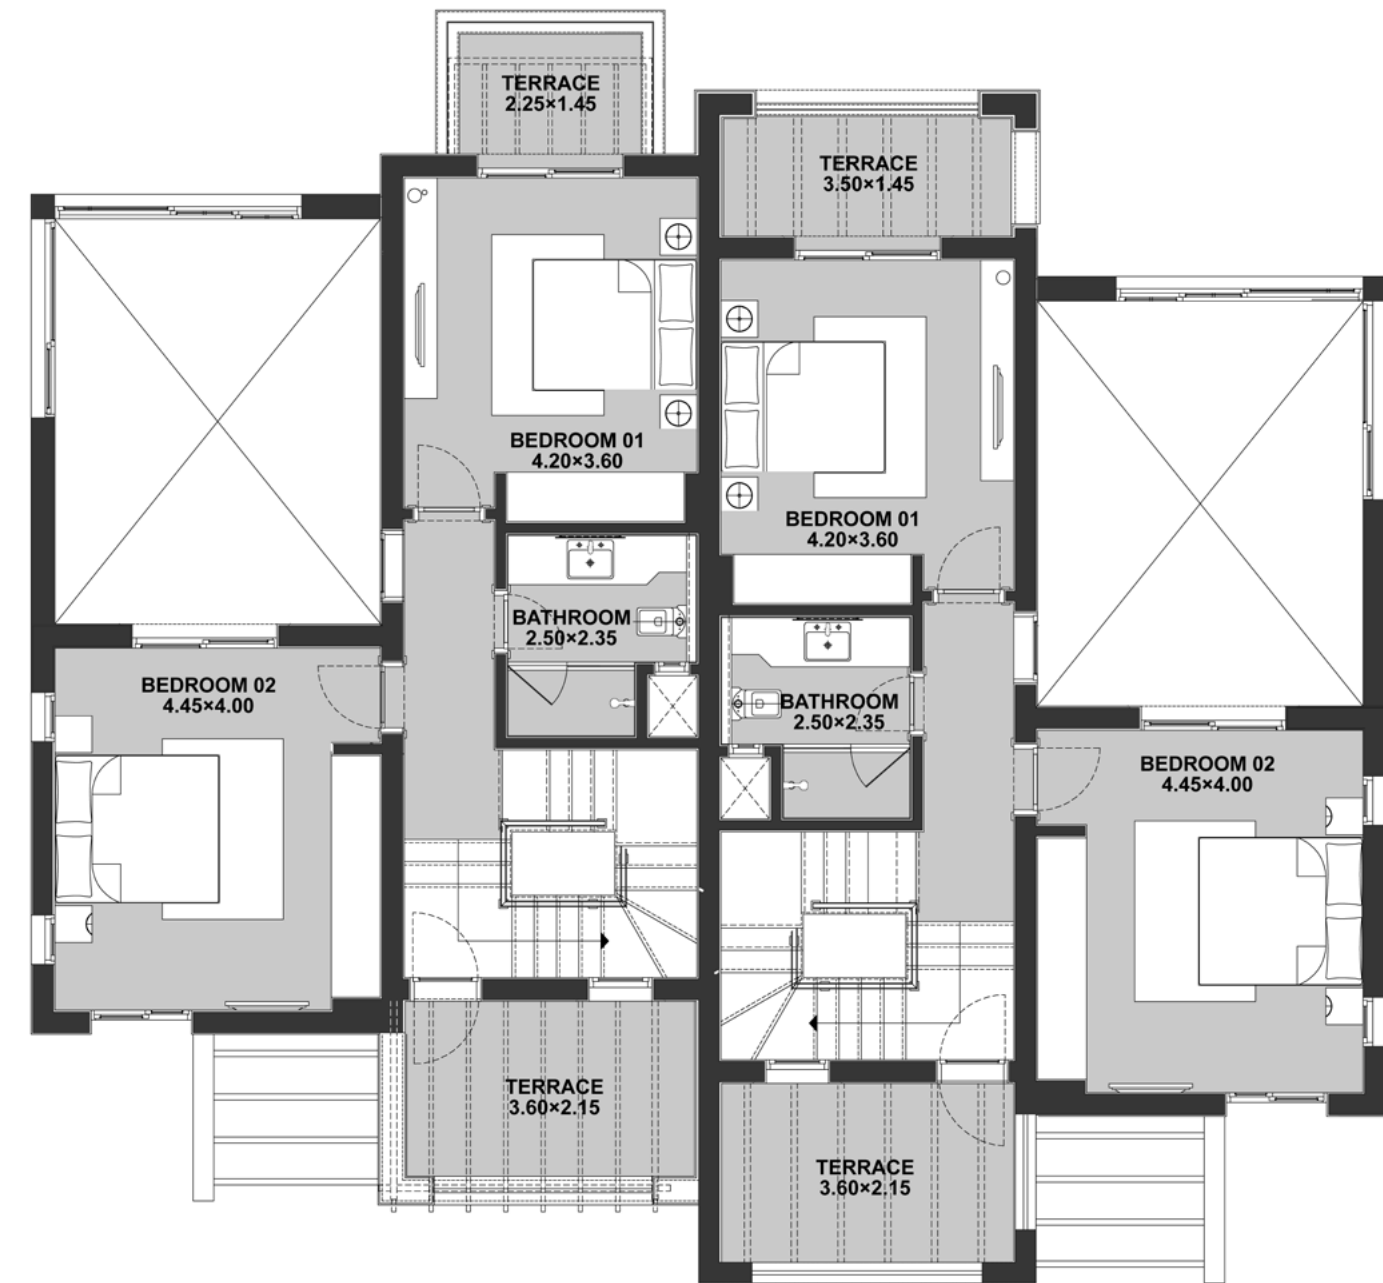 TERRACE
2.25×1.45
TERRACE
3.50×1.45
BEDROOM 01
4.20×3.60
BEDROOM 01
4.20×3.60
BATHROOM
2.50×2.35
BEDROOM 02
4.45×4.00
BATHROOM
2.50×2.35
BEDROOM 02
4.45×4.00
TERRACE
3.60×2.15
TERRACE
3.60×2.15